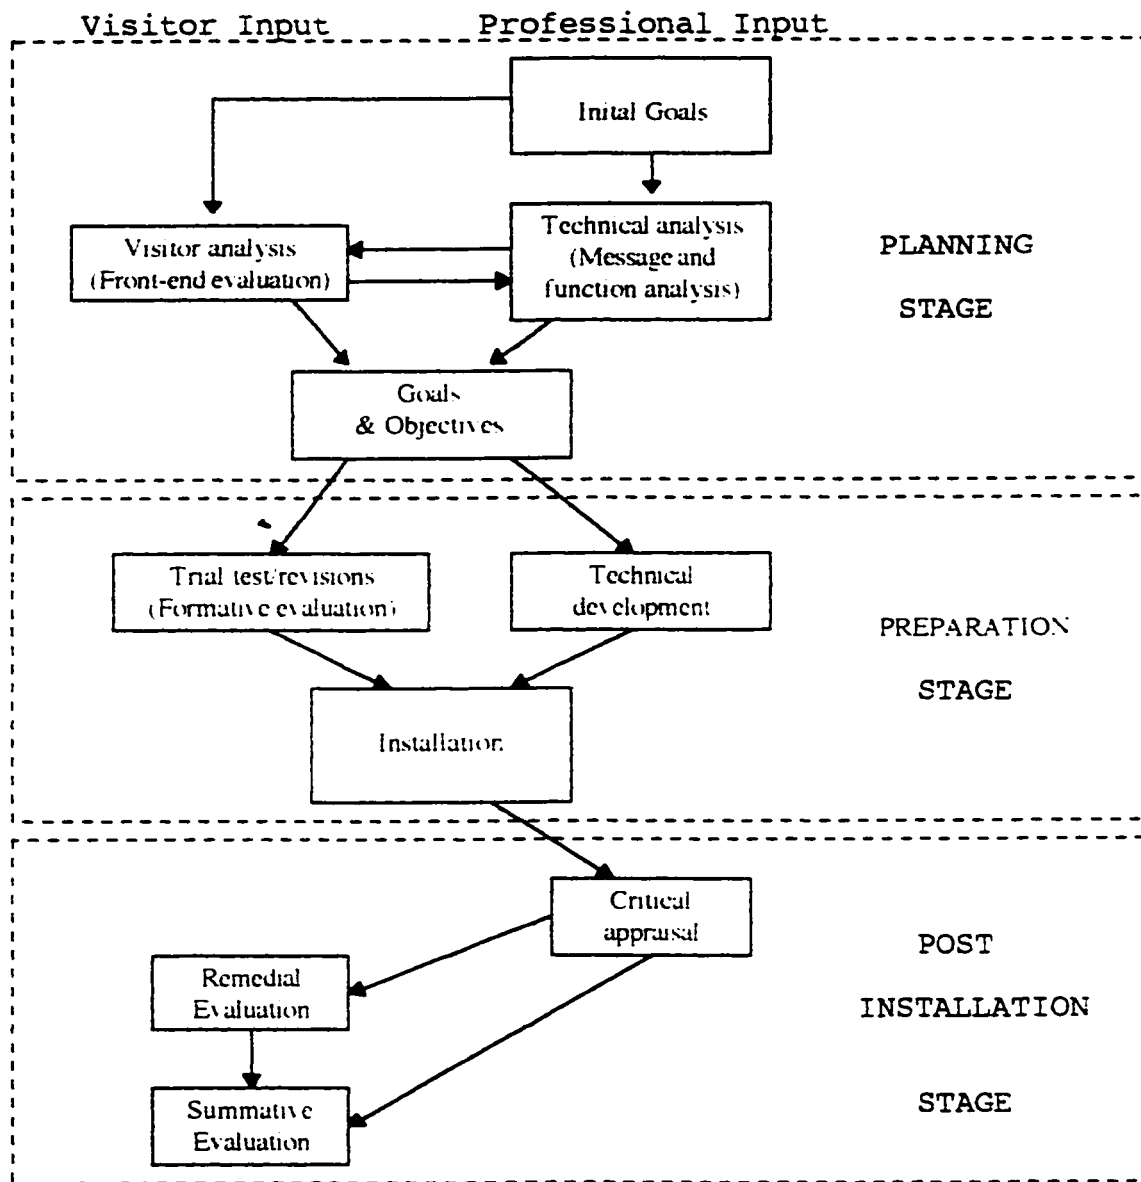 Visitor Input Professional Input
Inital Goals
Visitor analysis
(Front-end evaluation)
Technical analysis
(Message and
function analysis)
PLANNING
STAGE
Goals
& Objectives
Trial test/revisions
(Formative evaluation)
Technical
development
PREPARATION
STAGE
Installation
Critical
appraisal
POST
INSTALLATION
STAGE
Remedial
Evaluation
Summative
Evaluation